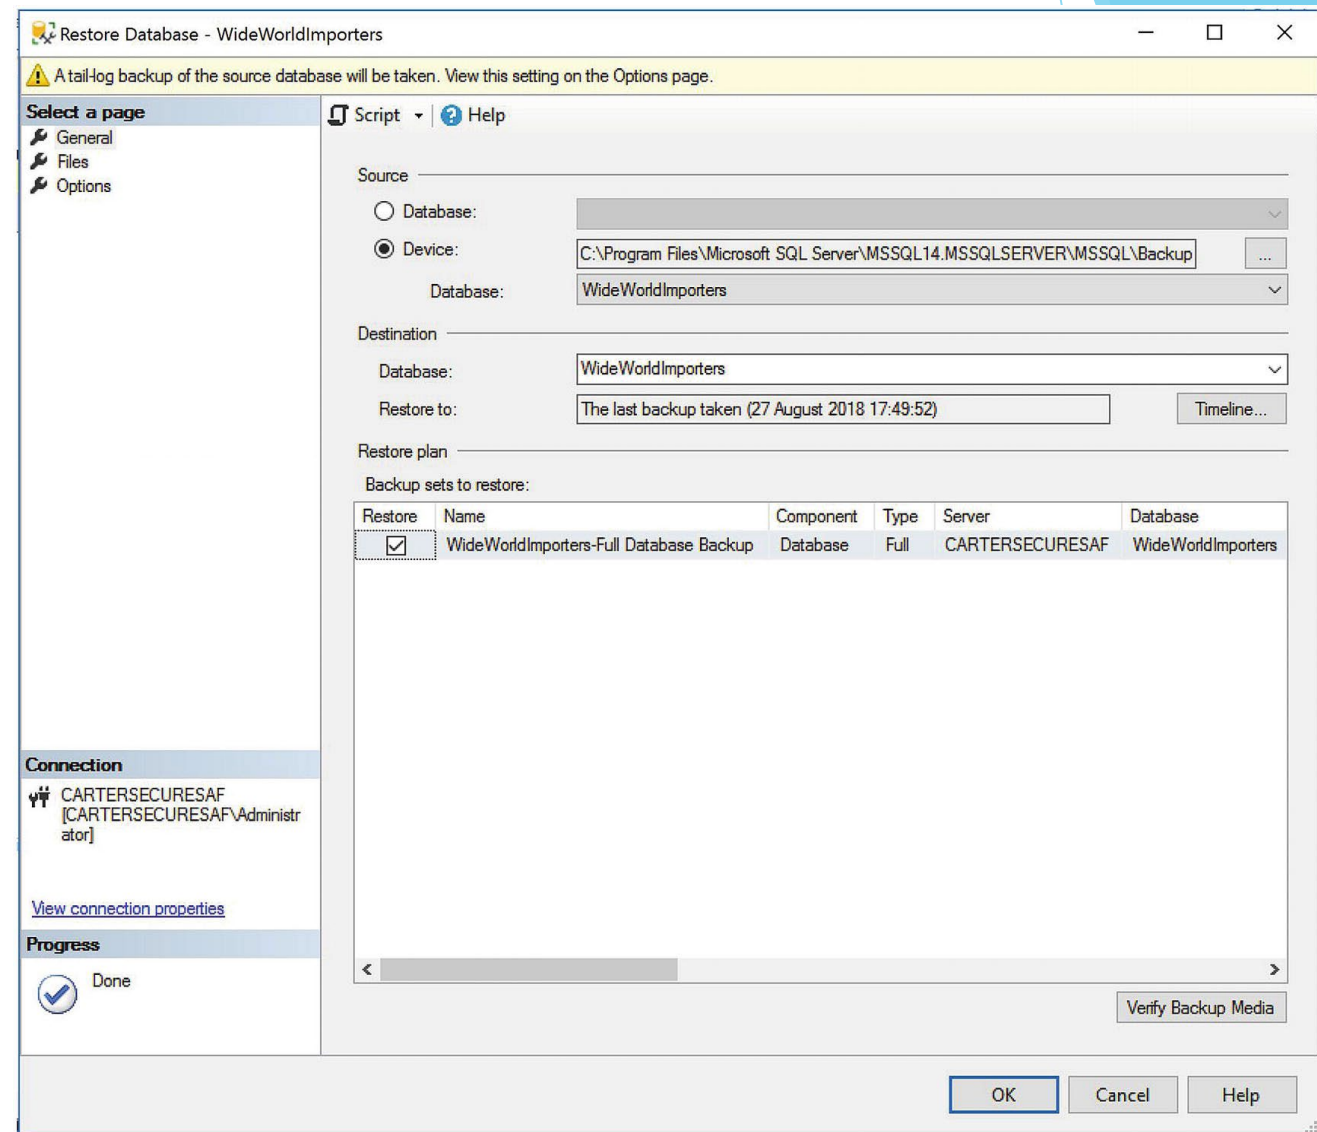 Restore Database - WideWorldImporters
A tail-log backup of the source database will be taken. View this setting on the Options page.
Select a page
General
Files
Options
Script
Help
Source
Database:
Device:
C:\Program Files\Microsoft SQL Server\MSSQL14.MSSQLSERVER\MSSQL\Backup
...
Database:
WideWorldImporters
Destination
Database:
WideWorldImporters
Restore to:
The last backup taken (27 August 2018 17:49:52)
Timeline...
Restore plan
Backup sets to restore:
Restore Name Component Type Server Database
WideWorldImporters-Full Database Backup Database Full CARTERSECURESAF WideWorldImporters
Connection
CARTERSECURESAF
[CARTERSECURESAF\Administr
ator]
View connection properties
Progress
Done
Verify Backup Media
OK
Cancel
Help